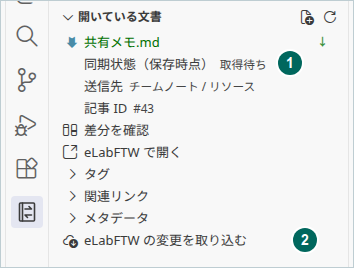 開いている文書
共有メモ.md ↓
同期状態（保存時点） 取得待ち 1
送信先 チームノート / リソース
記事 ID #43
差分を確認
eLabFTW で開く
タグ
関連リンク
メタデータ
eLabFTW の変更を取り込む 2